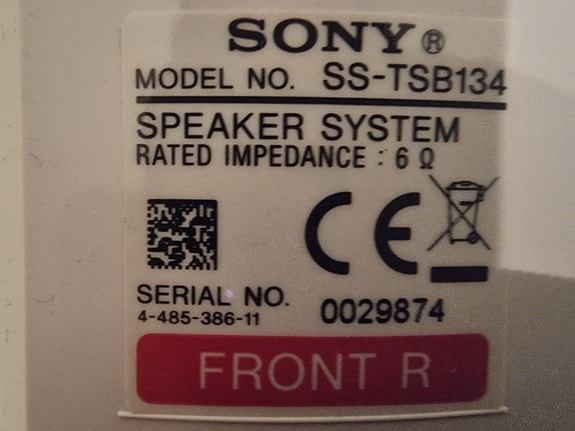 SONY®
MODEL NO. SS-TSB134
SPEAKER SYSTEM
RATED IMPEDANCE : 6 Ω
CE
SERIAL NO. 0029874
4-485-386-11
FRONT R